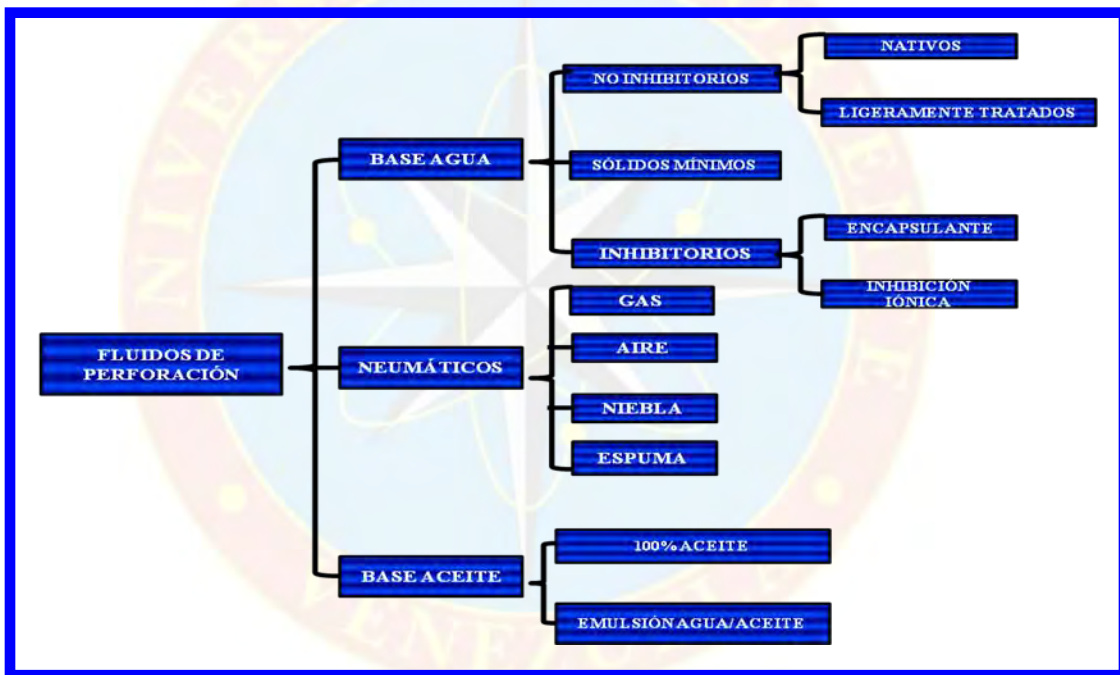 NATIVOS
NO INHIBITORIOS
LIGERAMENTE TRATADOS
BASE AGUA
SÓLIDOS MÍNIMOS
ENCAPSULANTE
INHIBITORIOS
INHIBICIÓN
IÓNICA
GAS
FLUIDOS DE
PERFORACIÓN
NEUMÁTICOS
AIRE
NIEBLA
ESPUMA
BASE ACEITE
100% ACEITE
EMULSIÓN AGUA/ACEITE